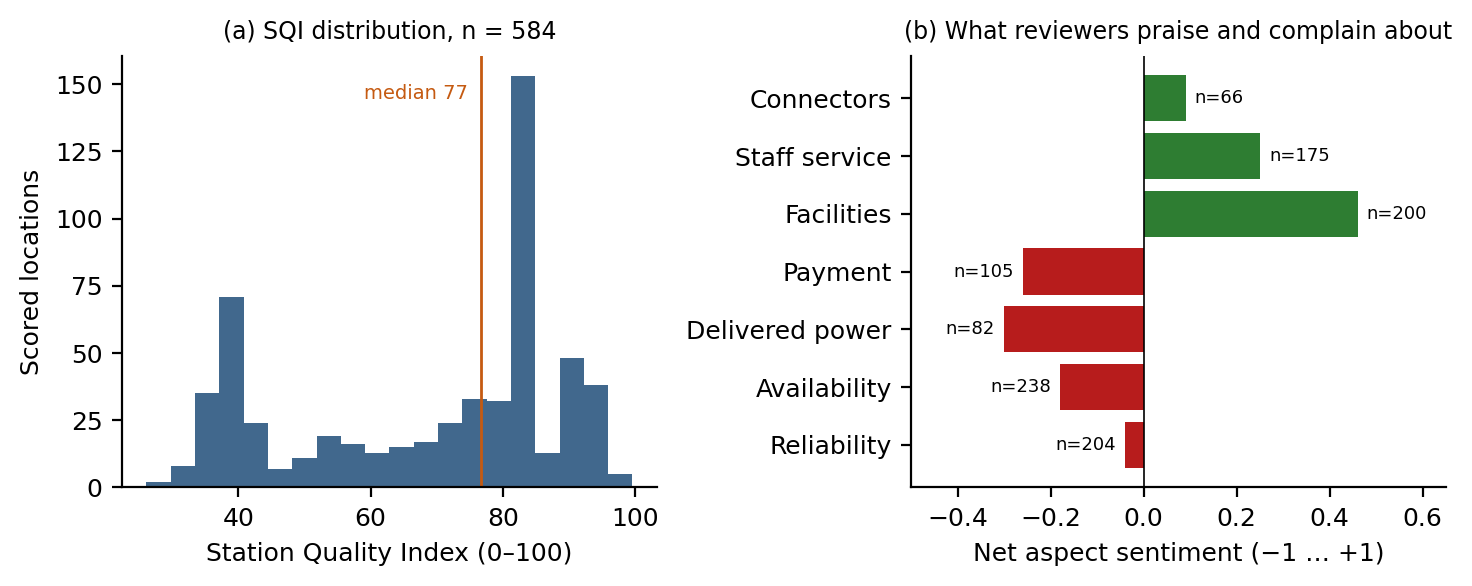 (a) SQI distribution, n = 584
median 77
150
125
100
75
50
25
0
Scored locations
40
60
80
100
Station Quality Index (0–100)
(b) What reviewers praise and complain about
Connectors
n=66
Staff service
n=175
Facilities
n=200
Payment
n=105
Delivered power
n=82
Availability
n=238
Reliability
n=204
−0.4
−0.2
0.0
0.2
0.4
0.6
Net aspect sentiment (−1 … +1)